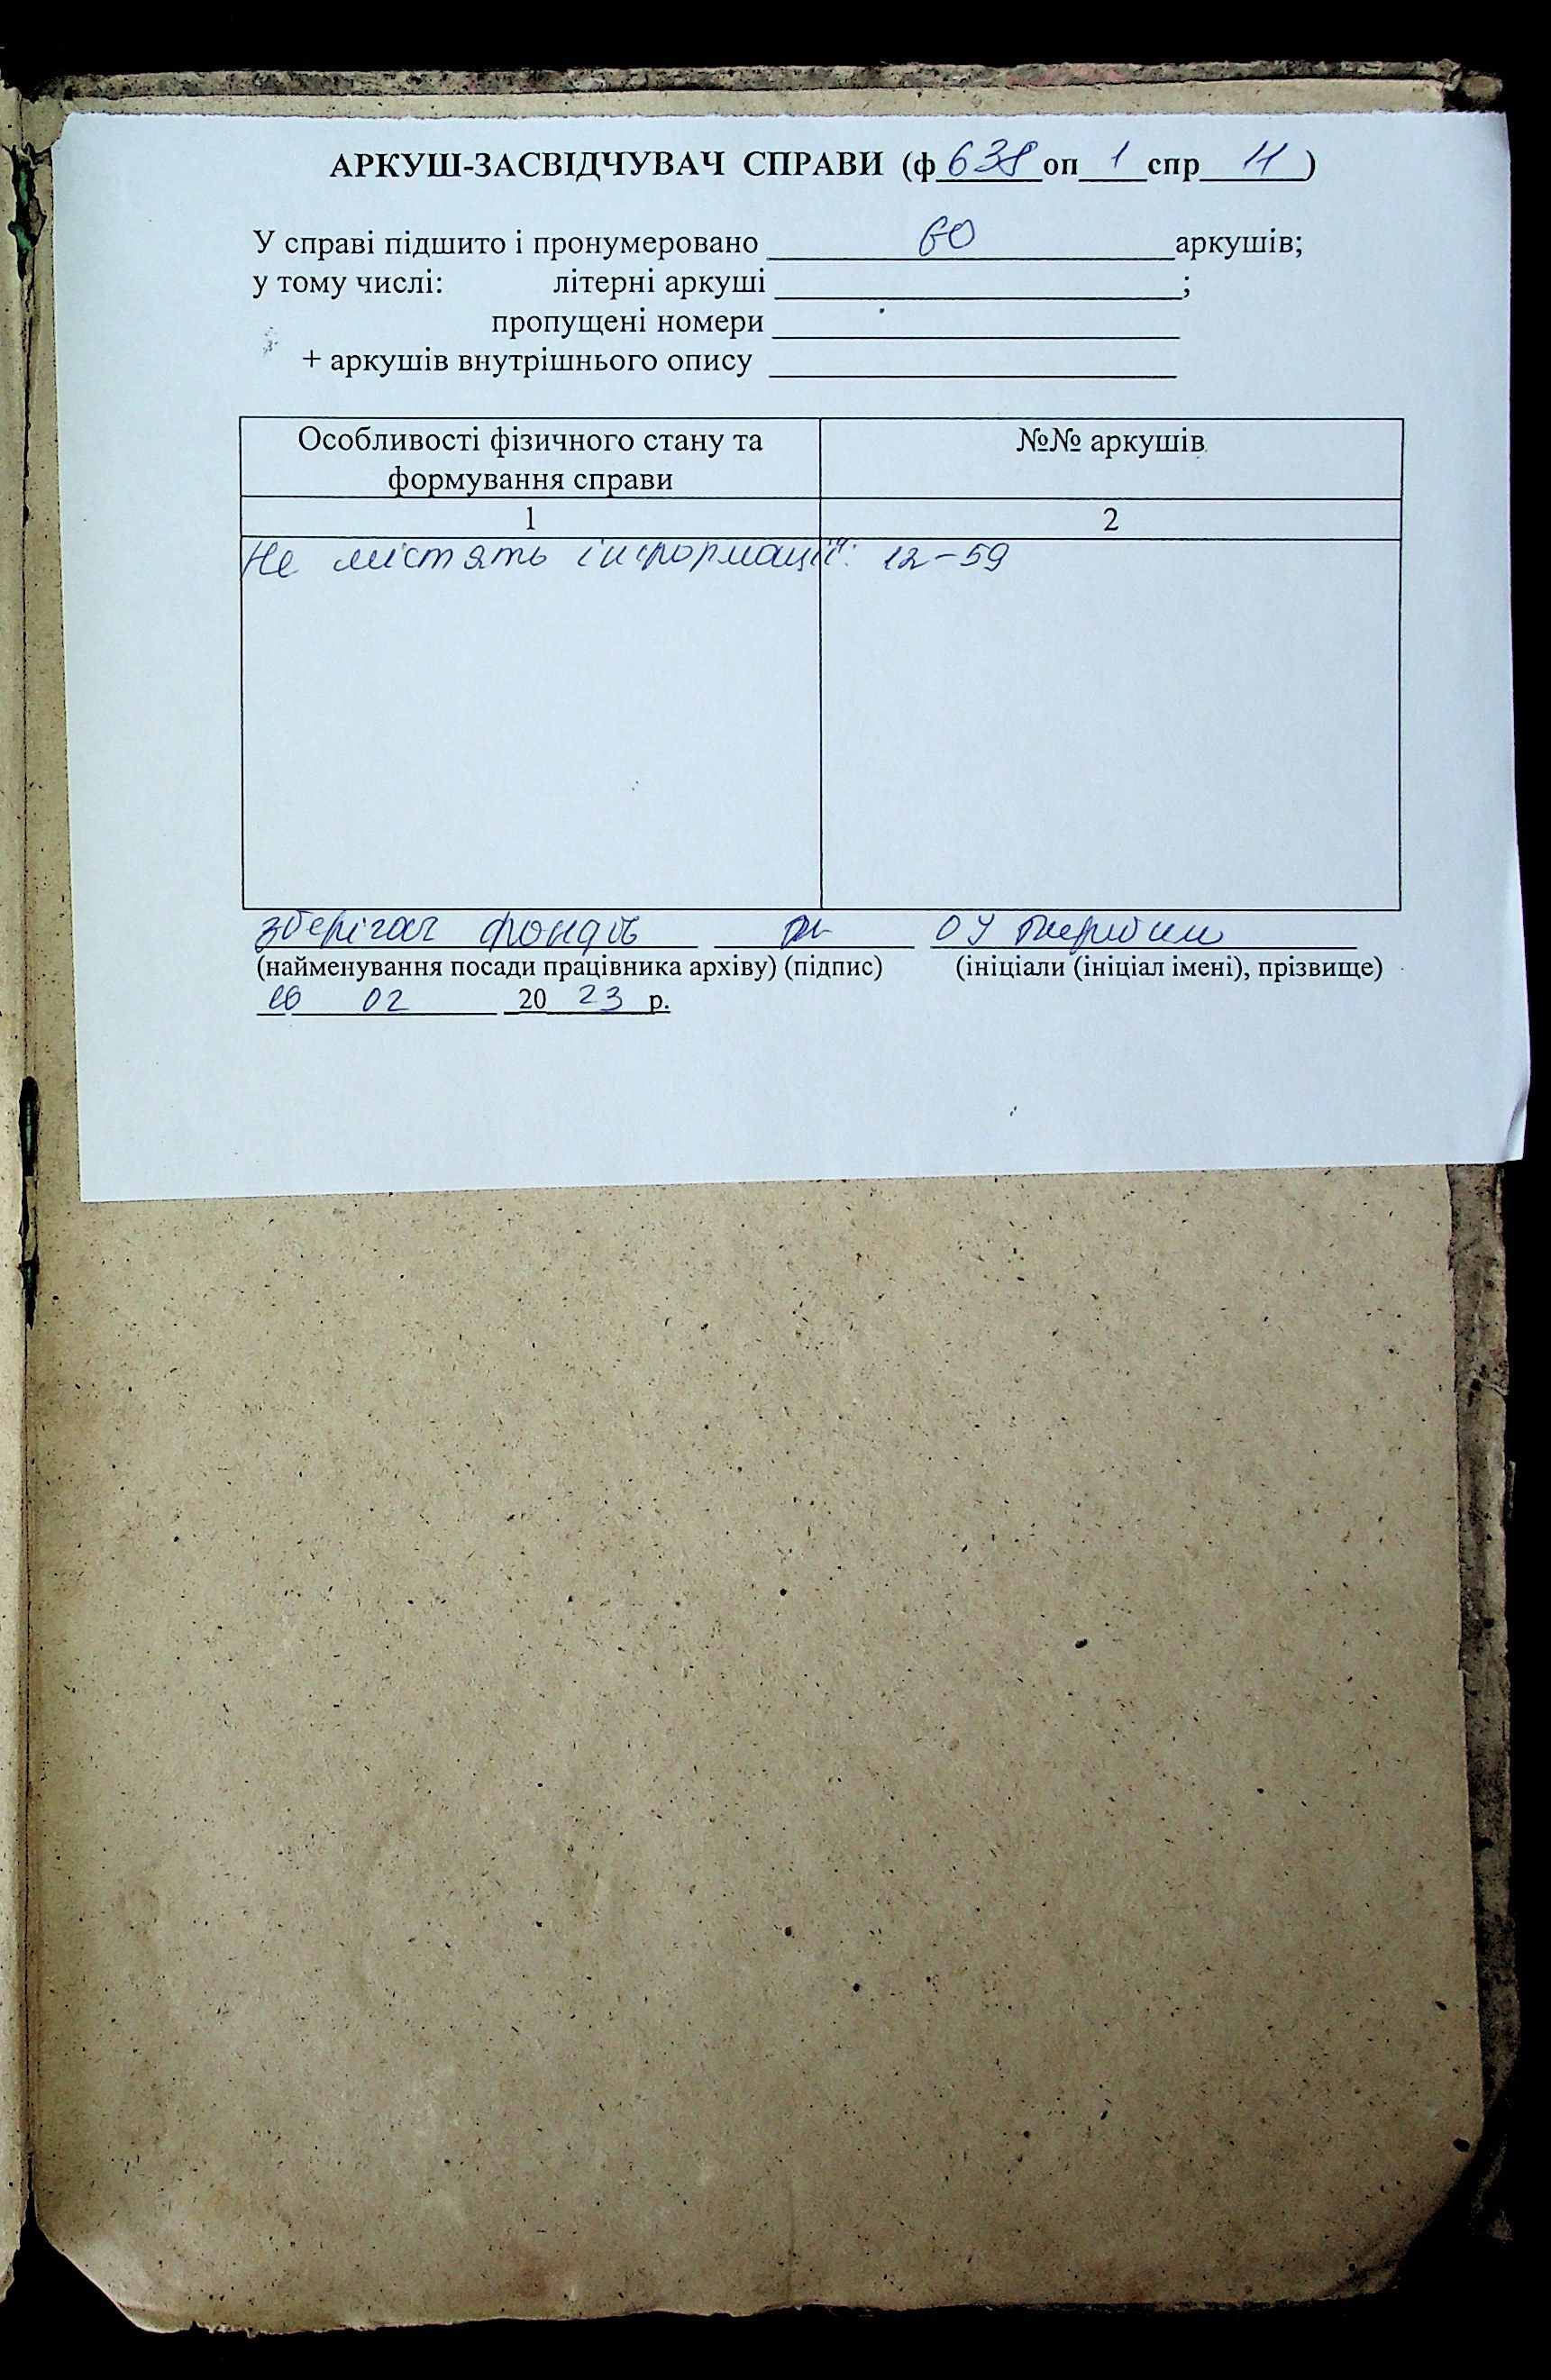 АРКУШ-ЗАСВІДЧУВАЧ СПРАВИ (ф 638 оп 1 спр 11 )
У справі підшито і пронумеровано 60 аркушів;
у тому числі: літерні аркуші ;
пропущені номери
+ аркушів внутрішнього опису
Особливості фізичного стану та формування справи
№№ аркушів
1 2
Не містять інформації: 12-59
зберігач фондів ОУ
(найменування посади працівника архіву) (підпис) (ініціали (ініціал імені), прізвище)
02 20 23 р.